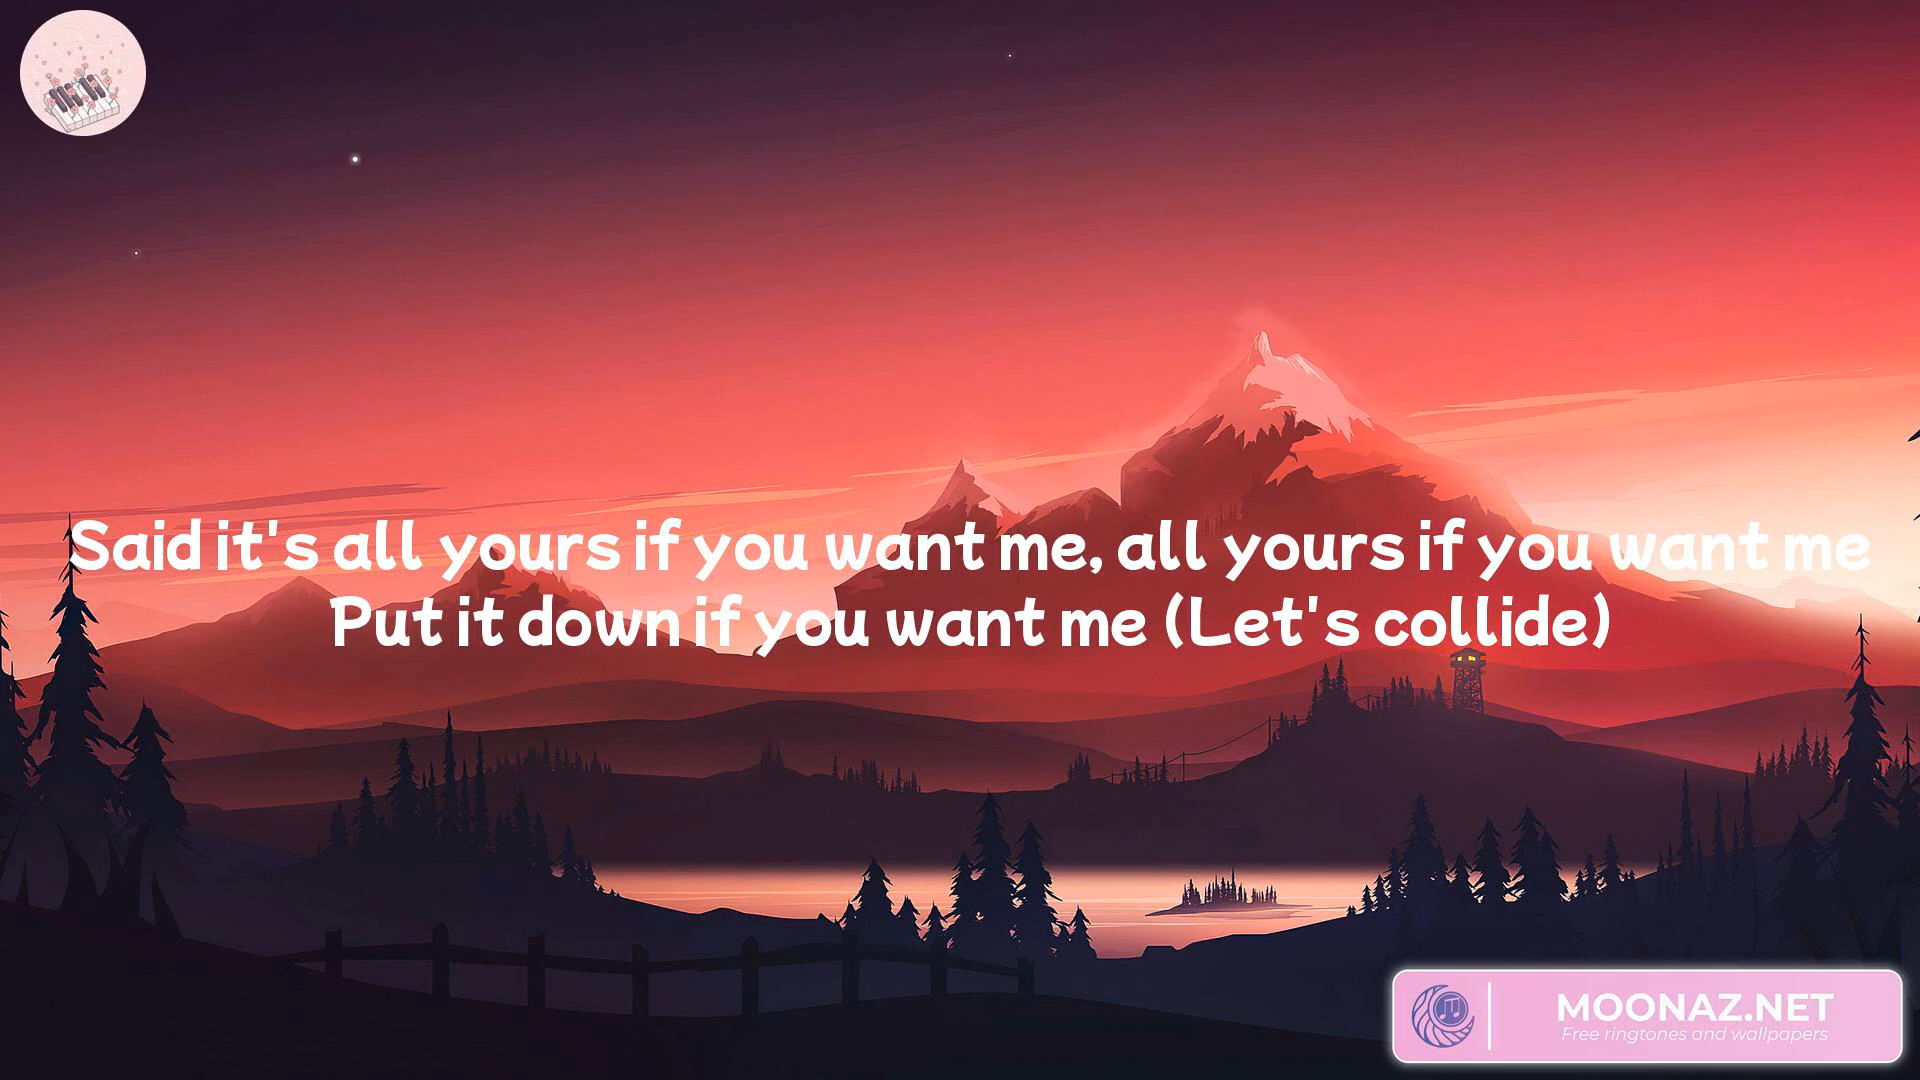 Said it's all yours if you want me, all yours if you want me
Put it down if you want me (Let's collide)
MOONAZ.NET
Free ringtones and wallpapers